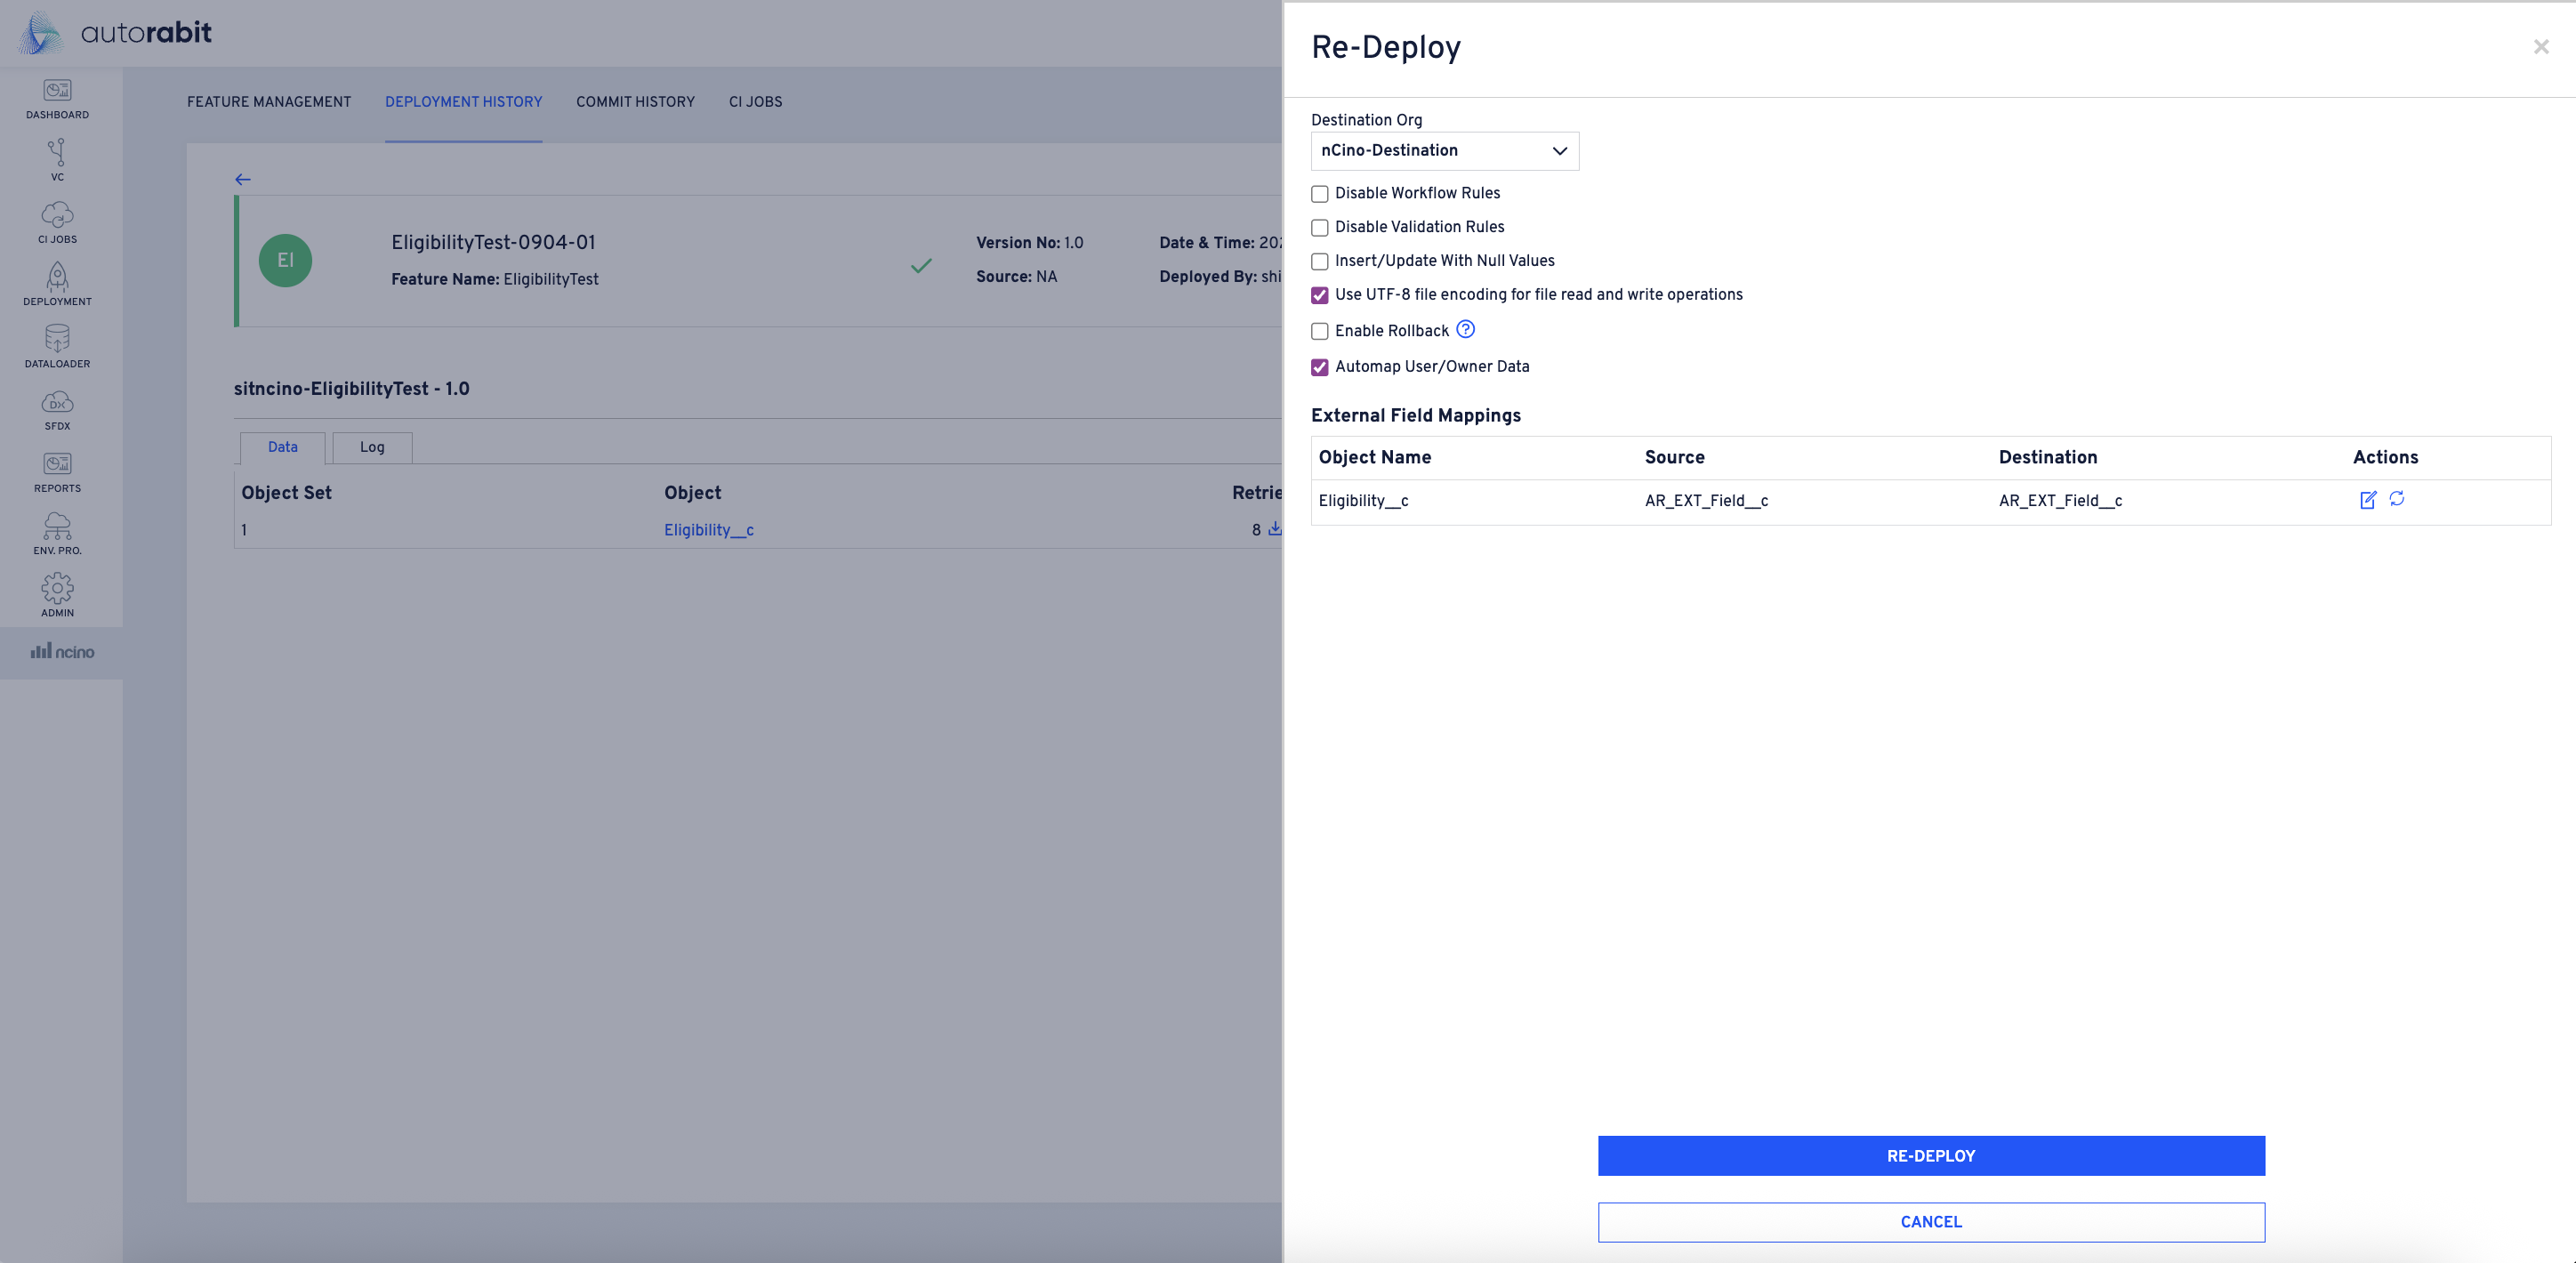 autorabit
DASHBOARD
VC
CI JOBS
DEPLOYMENT
DATALOADER
DX
SFDX
REPORTS
ENV. PRO.
ADMIN
ncino
FEATURE MANAGEMENT DEPLOYMENT HISTORY COMMIT HISTORY CI JOBS
EI
EligibilityTest-0904-01
Feature Name: EligibilityTest
Version No: 1.0
Source: NA
Date & Time: 202
Deployed By: shi
sitncino-EligibilityTest - 1.0
Data Log
Object Set Object Retrie
1 Eligibility__c 8
Re-Deploy
Destination Org
nCino-Destination
Disable Workflow Rules
Disable Validation Rules
Insert/Update With Null Values
Use UTF-8 file encoding for file read and write operations
Enable Rollback ?
Automap User/Owner Data
External Field Mappings
Object Name Source Destination Actions
Eligibility__c AR_EXT_Field__c AR_EXT_Field__c
RE-DEPLOY
CANCEL